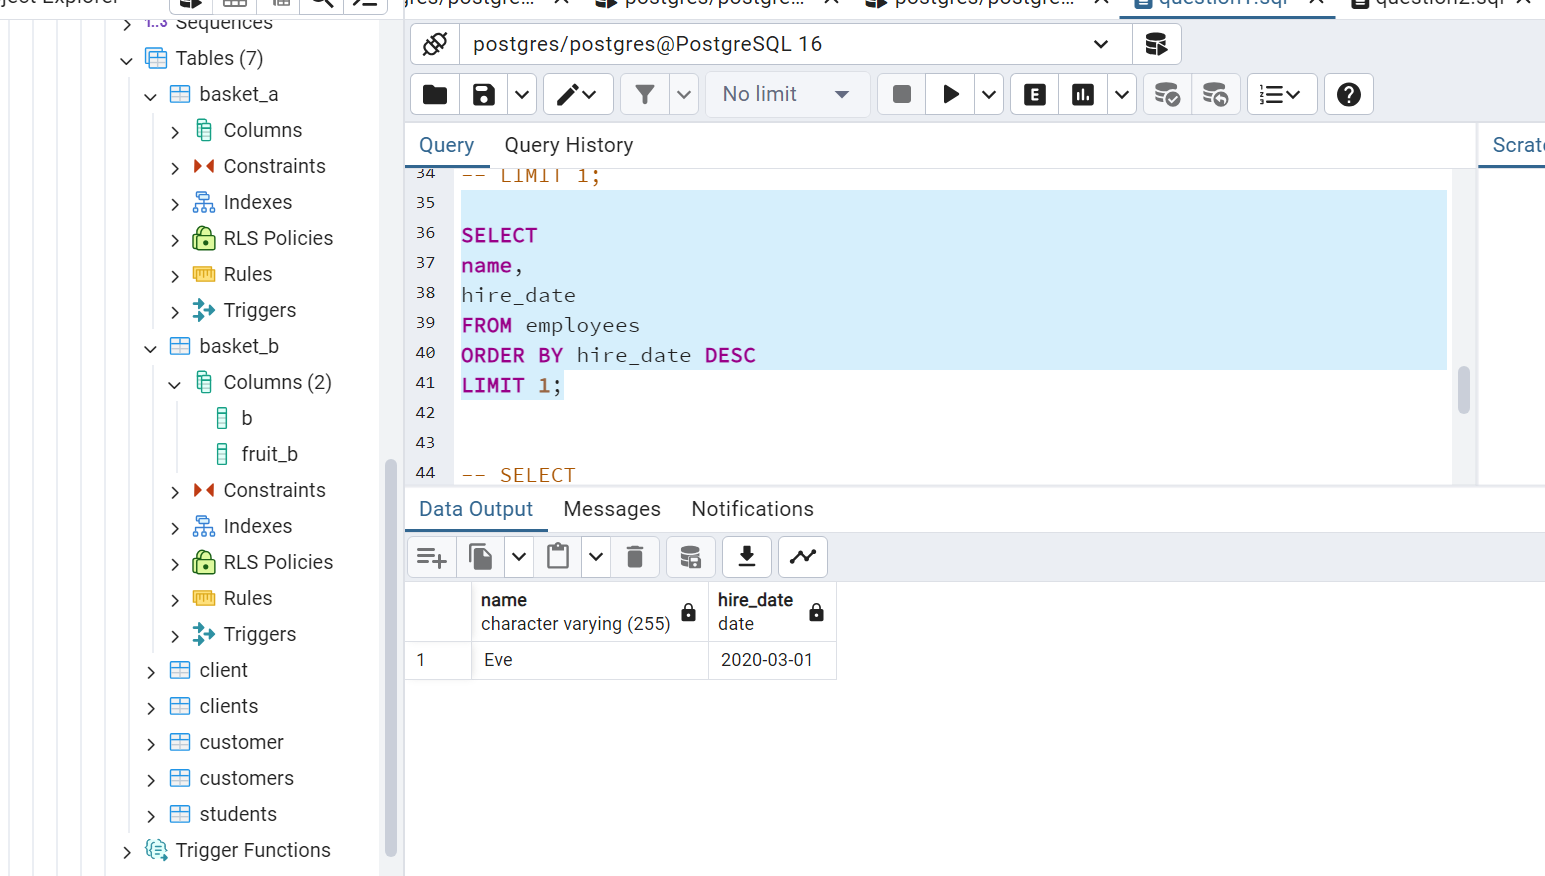 ject Explorer
Sequences
Tables (7)
basket_a
Columns
Constraints
Indexes
RLS Policies
Rules
Triggers
basket_b
Columns (2)
b
fruit_b
Constraints
Indexes
RLS Policies
Rules
Triggers
client
clients
customer
customers
students
Trigger Functions
gres/postgre...
postgres/postgre...
postgres/postgre...
question1.sql
question2.sql
postgres/postgres@PostgreSQL 16
No limit
E
Query
Query History
Scrat
34 -- LIMIT 1;
35
36 SELECT
37 name,
38 hire_date
39 FROM employees
40 ORDER BY hire_date DESC
41 LIMIT 1;
42
43
44 -- SELECT
Data Output
Messages
Notifications
name
character varying (255)
hire_date
date
1 Eve 2020-03-01